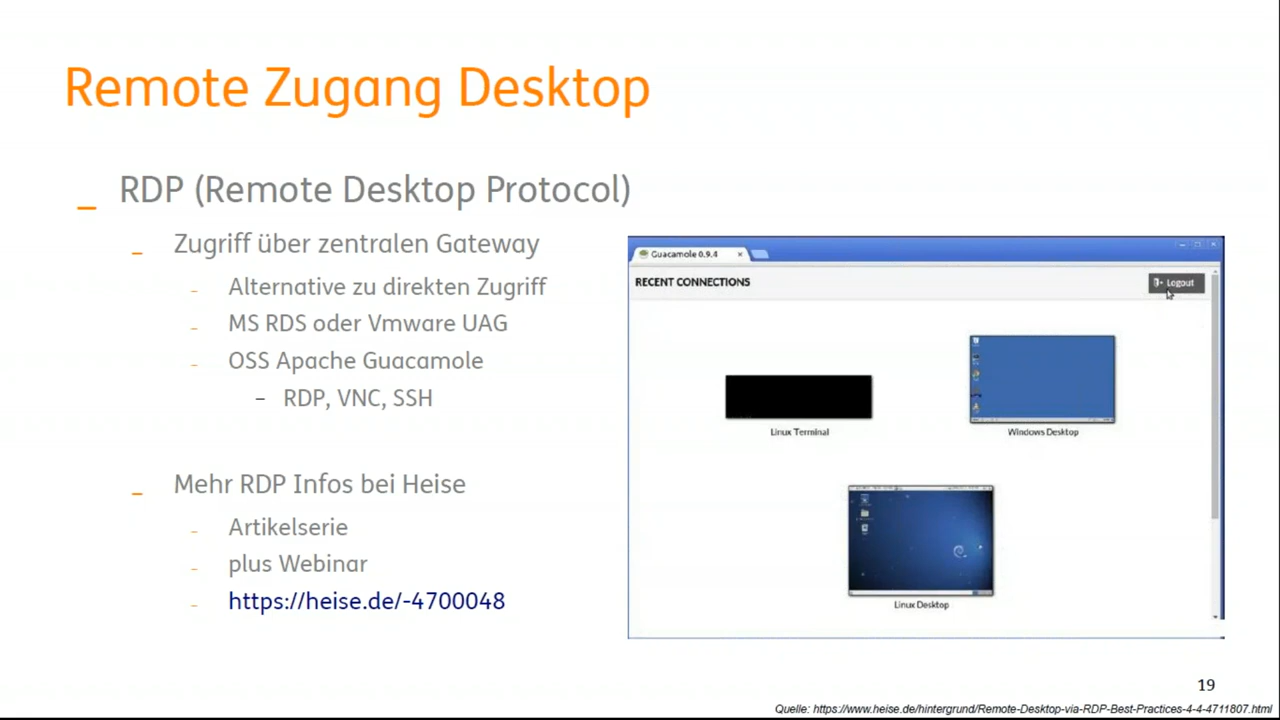 Remote Zugang Desktop
_ RDP (Remote Desktop Protocol)
_ Zugriff über zentralen Gateway
- Alternative zu direkten Zugriff
- MS RDS oder Vmware UAG
- OSS Apache Guacamole
– RDP, VNC, SSH
_ Mehr RDP Infos bei Heise
- Artikelserie
- plus Webinar
- https://heise.de/-4700048
Guacamole 0.9.4
RECENT CONNECTIONS
Logout
Linux Terminal
Windows Desktop
Linux Desktop
19
Quelle: https://www.heise.de/hintergrund/Remote-Desktop-via-RDP-Best-Practices-4-4-4711807.html